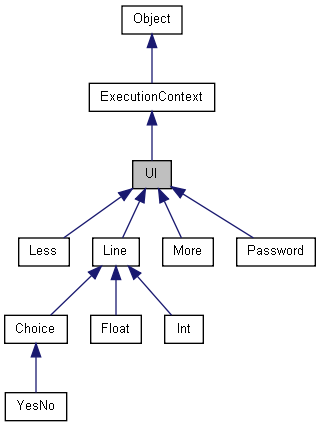 Object
ExecutionContext
UI
Less
Line
More
Password
Choice
Float
Int
YesNo